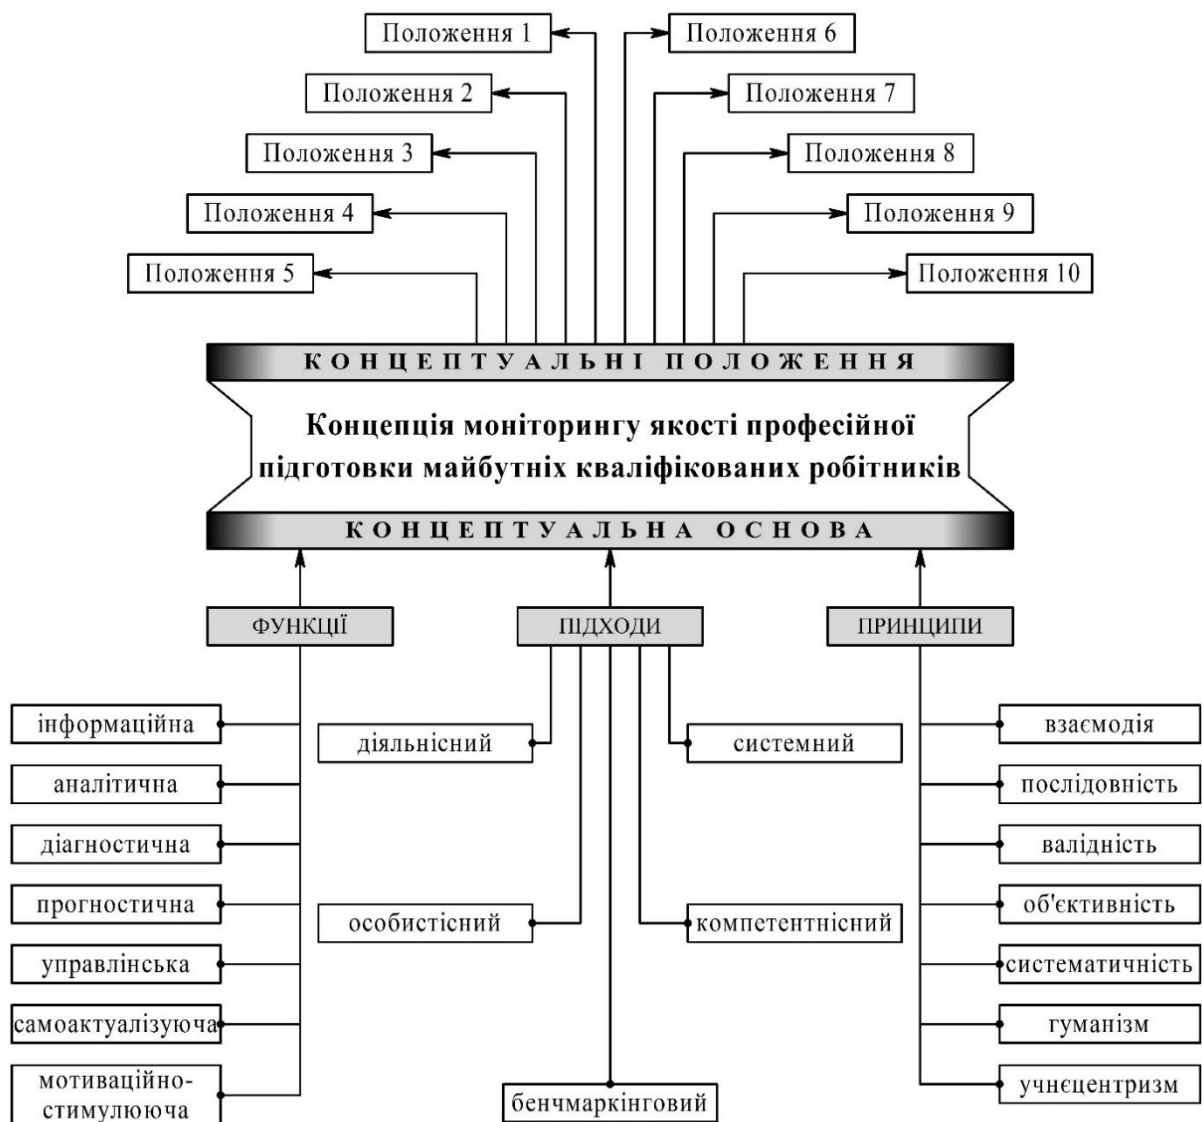 Положення 1
Положення 6
Положення 2
Положення 7
Положення 3
Положення 8
Положення 4
Положення 9
Положення 5
Положення 10
КОНЦЕПТУАЛЬНІ ПОЛОЖЕННЯ
Концепція моніторингу якості професійної
підготовки майбутніх кваліфікованих робітників
КОНЦЕПТУАЛЬНА ОСНОВА
ФУНКЦІЇ
ПІДХОДИ
ПРИНЦИПИ
інформаційна
аналітична
діагностична
прогностична
управлінська
самоактуалізуюча
мотиваційно-
стимулююча
діяльнісний
системний
особистісний
компетентнісний
бенчмаркінговий
взаємодія
послідовність
валідність
об'єктивність
систематичність
гуманізм
учнєцентризм